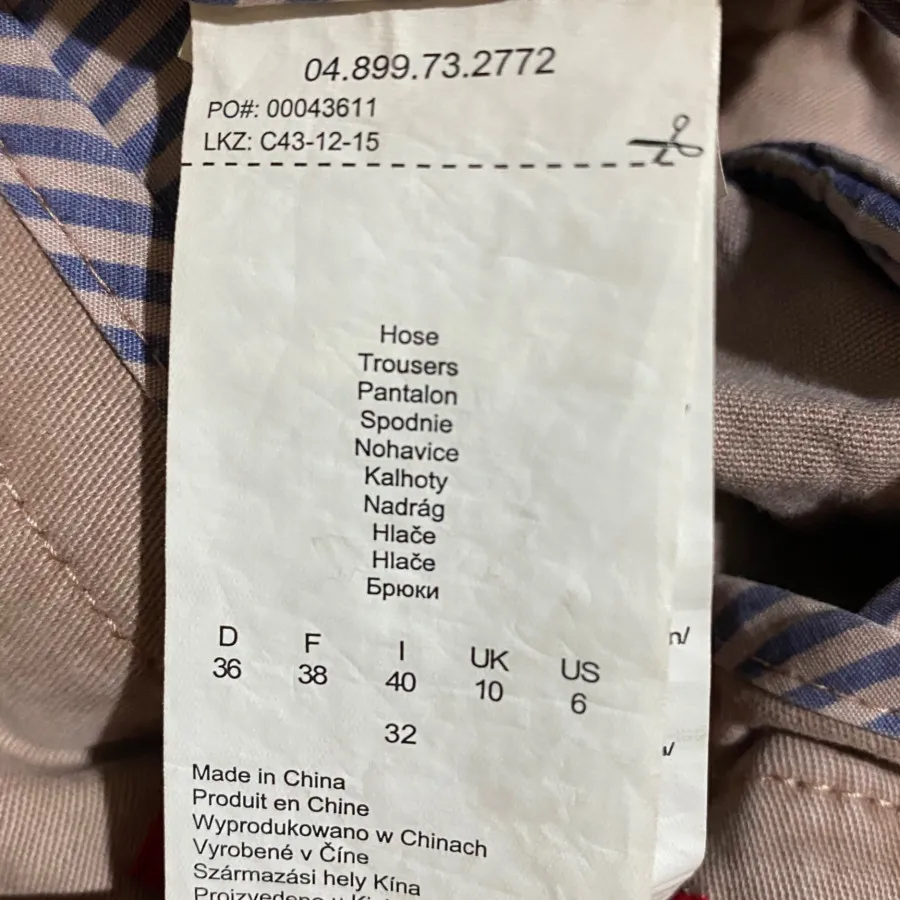 04.899.73.2772
PO#: 00043611
LKZ: C43-12-15
Hose
Trousers
Pantalon
Spodnie
Nohavice
Kalhoty
Nadrág
Hlače
Hlače
Брюки
D F I UK US
36 38 40 10 6
32
Made in China
Produit en Chine
Wyprodukowano w Chinach
Vyrobené v Číne
Származási hely Kína
Proizvedeno u
n/